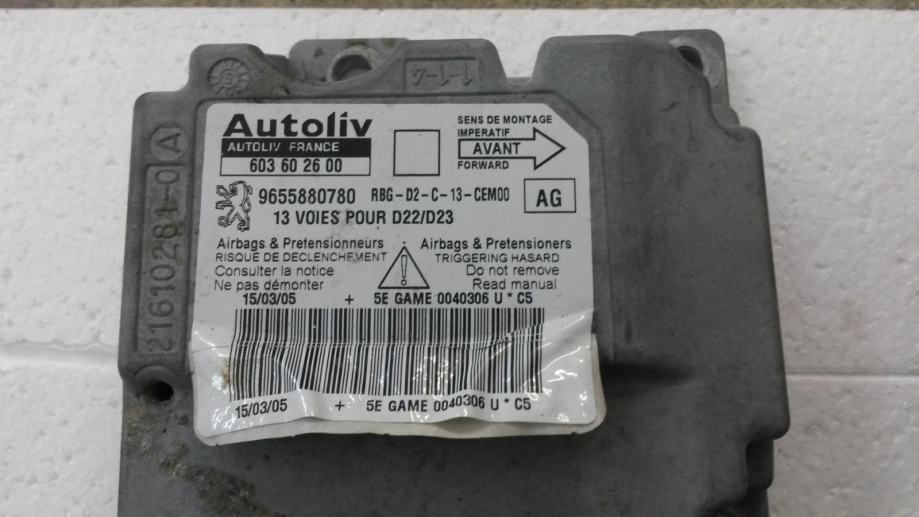 1-1-4
21610281-0 A
Autoliv
AUTOLIV FRANCE
603 60 26 00
SENS DE MONTAGE
IMPERATIF
AVANT
FORWARD
9655880780 RBG-D2-C-13-CEM00
AG
13 VOIES POUR D22/D23
Airbags & Pretensionneurs
RISQUE DE DECLENCHEMENT
Consulter la notice
Ne pas démonter
Airbags & Pretensioners
TRIGGERING HASARD
Do not remove
Read manual
15/03/05 + 5E GAME 0040306 U * C5
15/03/05 + 5E GAME 0040306 U * C5